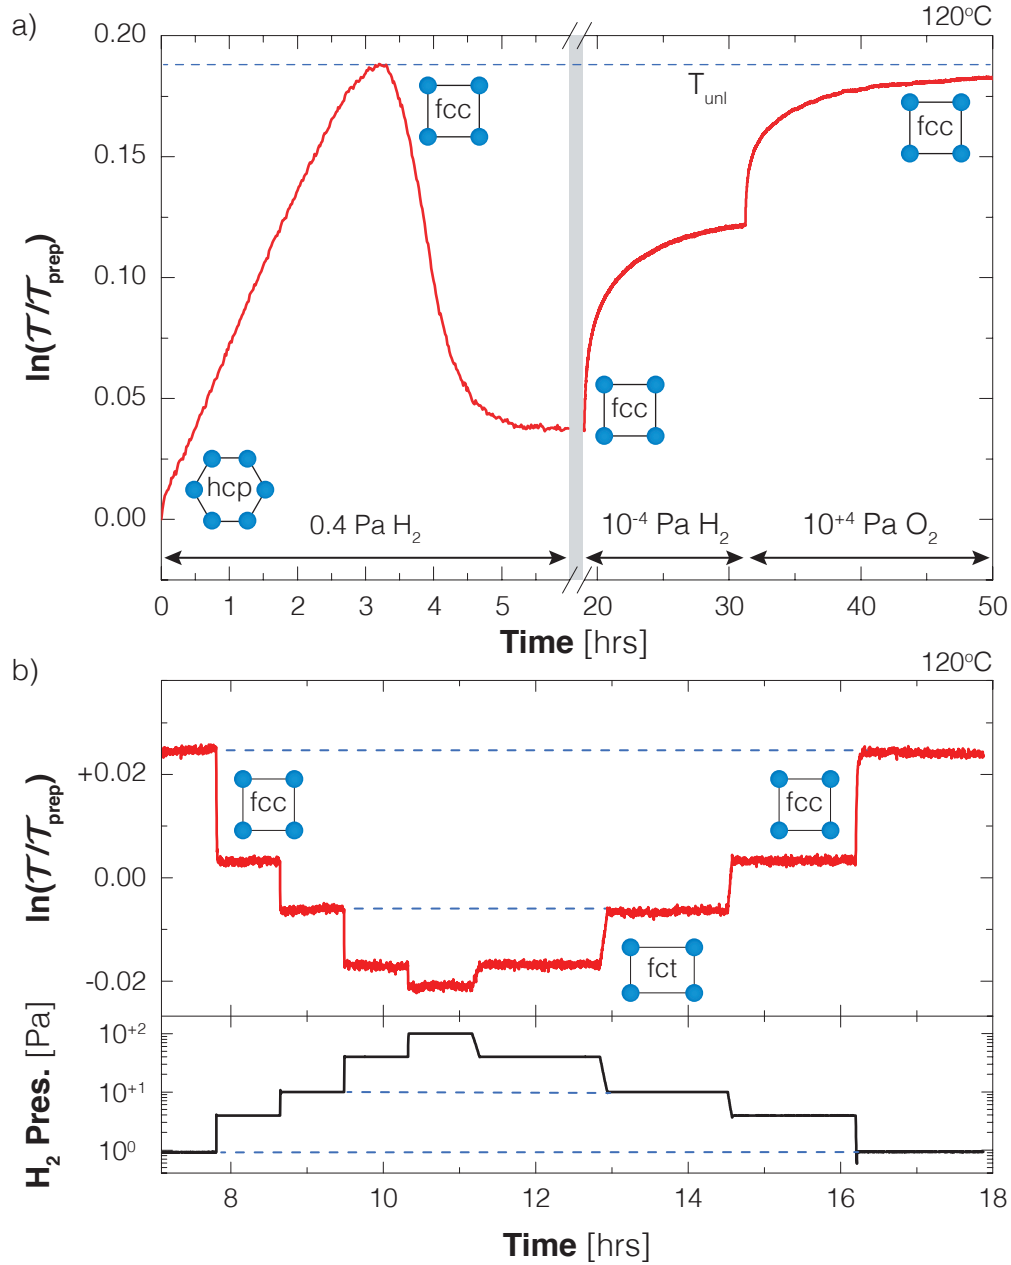 a)
120°C
0.20
0.15
0.10
0.05
0.00
ln(T/T_prep)
T_unl
fcc
fcc
fcc
hcp
0.4 Pa H₂
10⁻⁴ Pa H₂
10⁺⁴ Pa O₂
0 1 2 3 4 5 20 30 40 50
Time [hrs]
b)
120°C
+0.02
0.00
-0.02
ln(T/T_prep)
fcc
fcc
fct
10⁺²
10⁺¹
10⁰
H₂ Pres. [Pa]
8 10 12 14 16 18
Time [hrs]